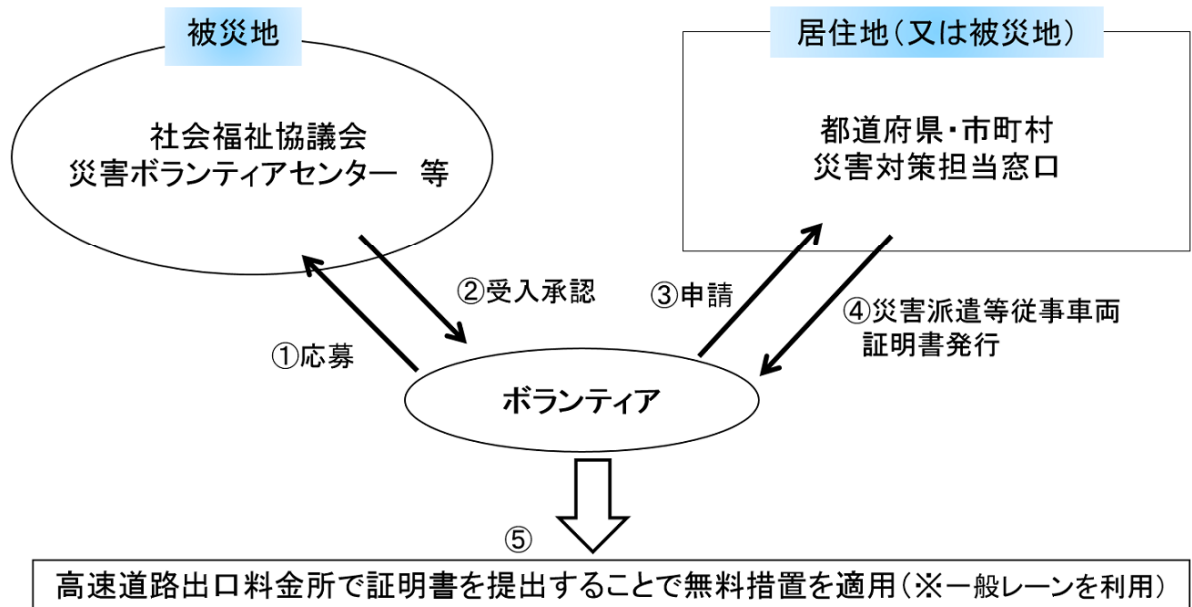 被災地
社会福祉協議会
災害ボランティアセンター 等
居住地(又は被災地)
都道府県・市町村
災害対策担当窓口
①応募
②受入承認
③申請
④災害派遣等従事車両
証明書発行
ボランティア
⑤
高速道路出口料金所で証明書を提出することで無料措置を適用(※一般レーンを利用)